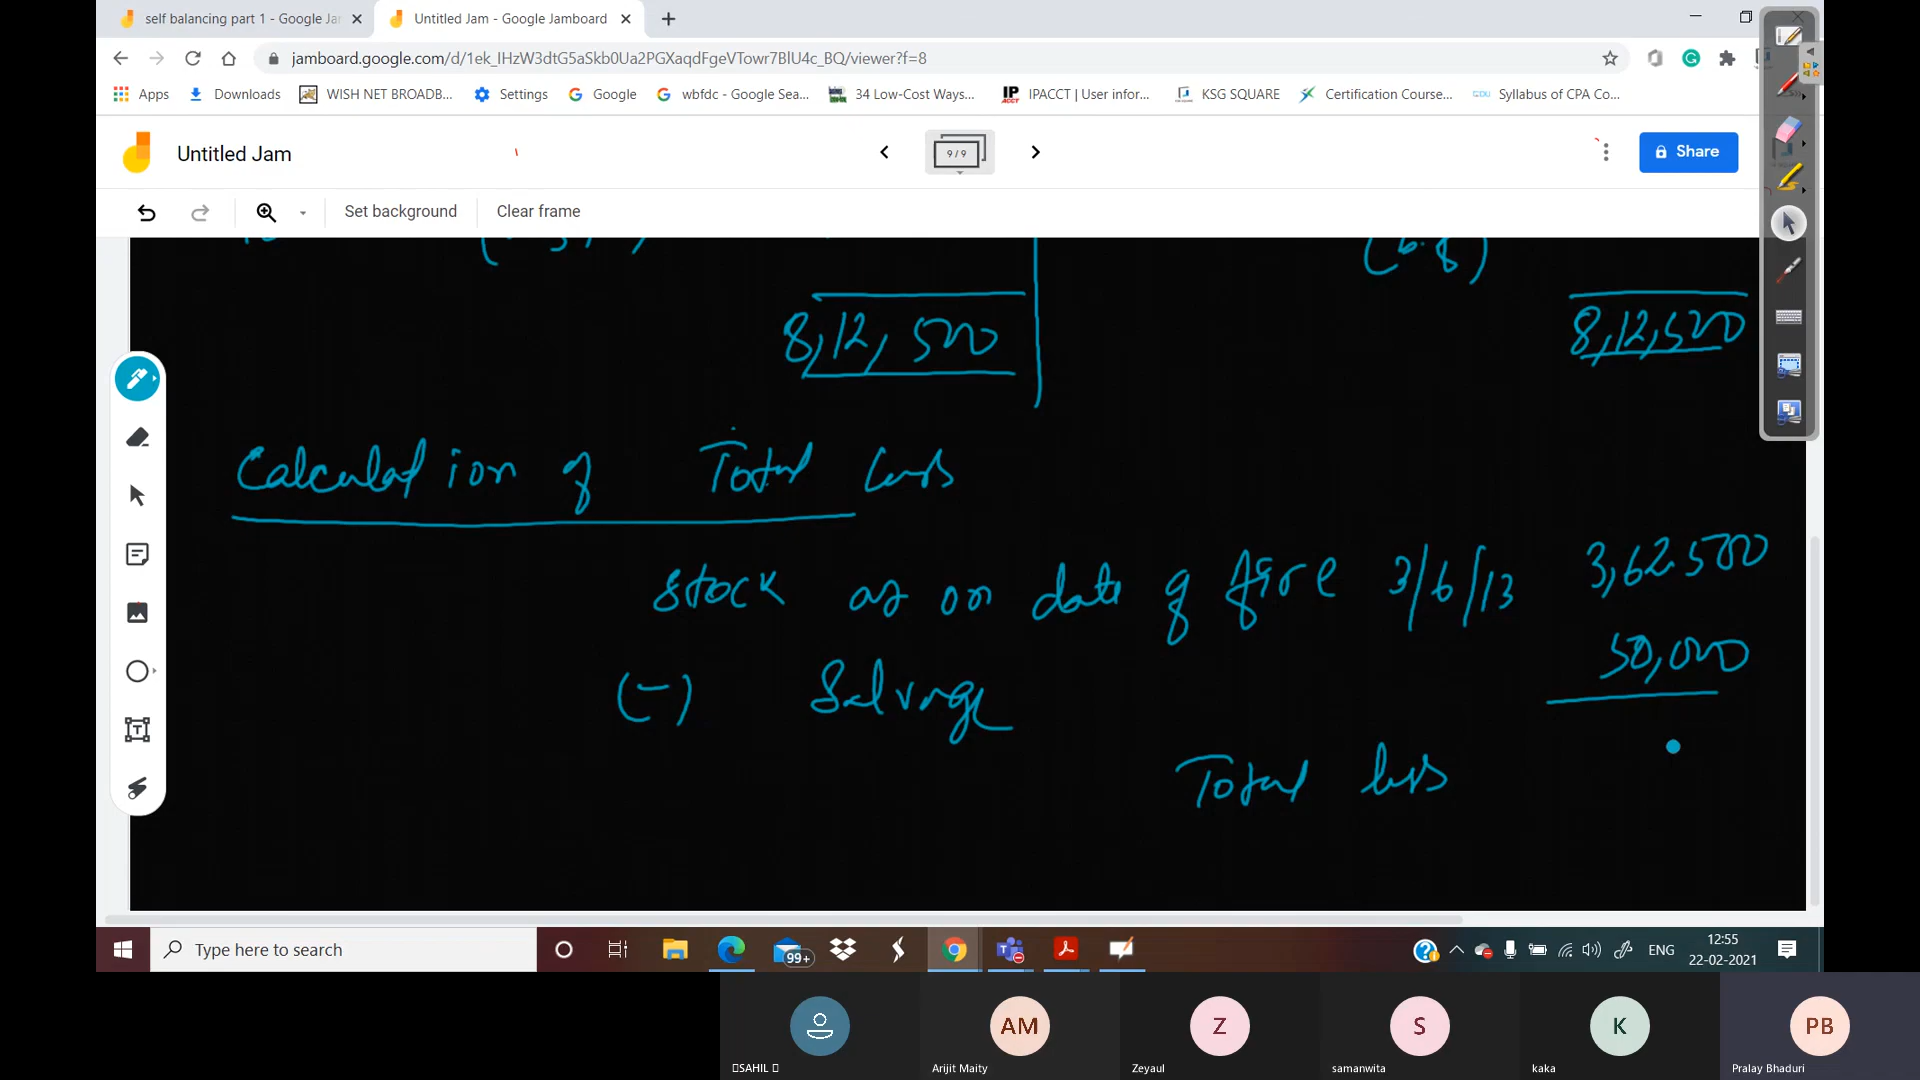 self balancing part 1 - Google Ja
Untitled Jam - Google Jamboard
jamboard.google.com/d/1ek_IHzW3dtG5aSkb0Ua2PGXaqdFgeVTowr7BlU4c_BQ/viewer?f=8
Apps Downloads WISH NET BROADB... Settings Google wbfdc - Google Sea... 34 Low-Cost Ways... IPACCT | User infor... KSG SQUARE Certification Course... Syllabus of CPA Co...
Untitled Jam
9 / 9
Share
Set background Clear frame
8,12,500 8,12,500
Calculation of Total loss
Stock as on date of fire 3/6/13 3,62,500
(-) Salvage 50,000
Total loss
Type here to search
99+
ENG
12:55
22-02-2021
AM Z S K PB
SAHIL Arijit Maity Zeyaul samanwita kaka Pralay Bhaduri